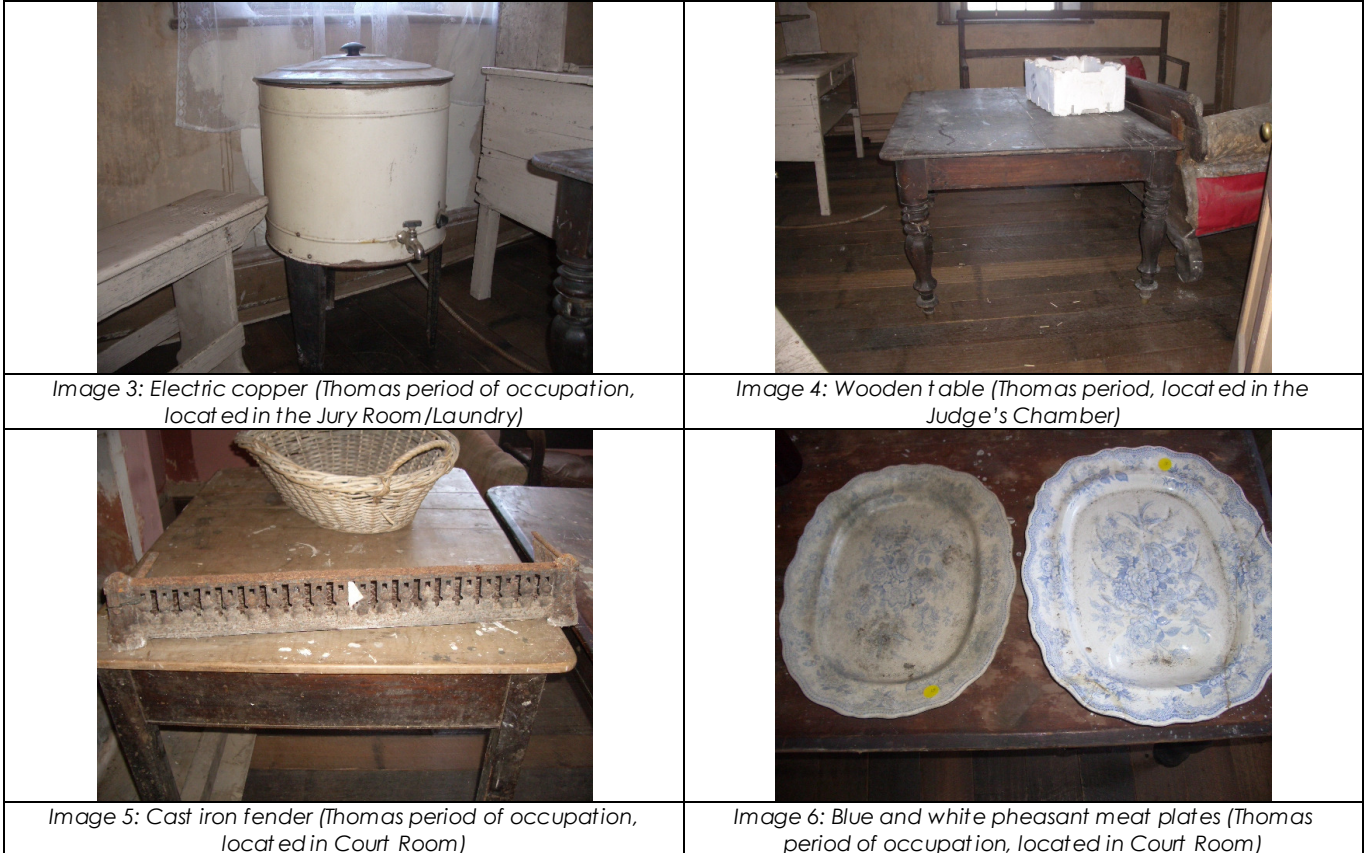 Image 3: Electric copper (Thomas period of occupation,
located in the Jury Room/Laundry)
Image 4: Wooden table (Thomas period, located in the
Judge's Chamber)
Image 5: Cast iron fender (Thomas period of occupation,
located in Court Room)
Image 6: Blue and white pheasant meat plates (Thomas
period of occupation, located in Court Room)